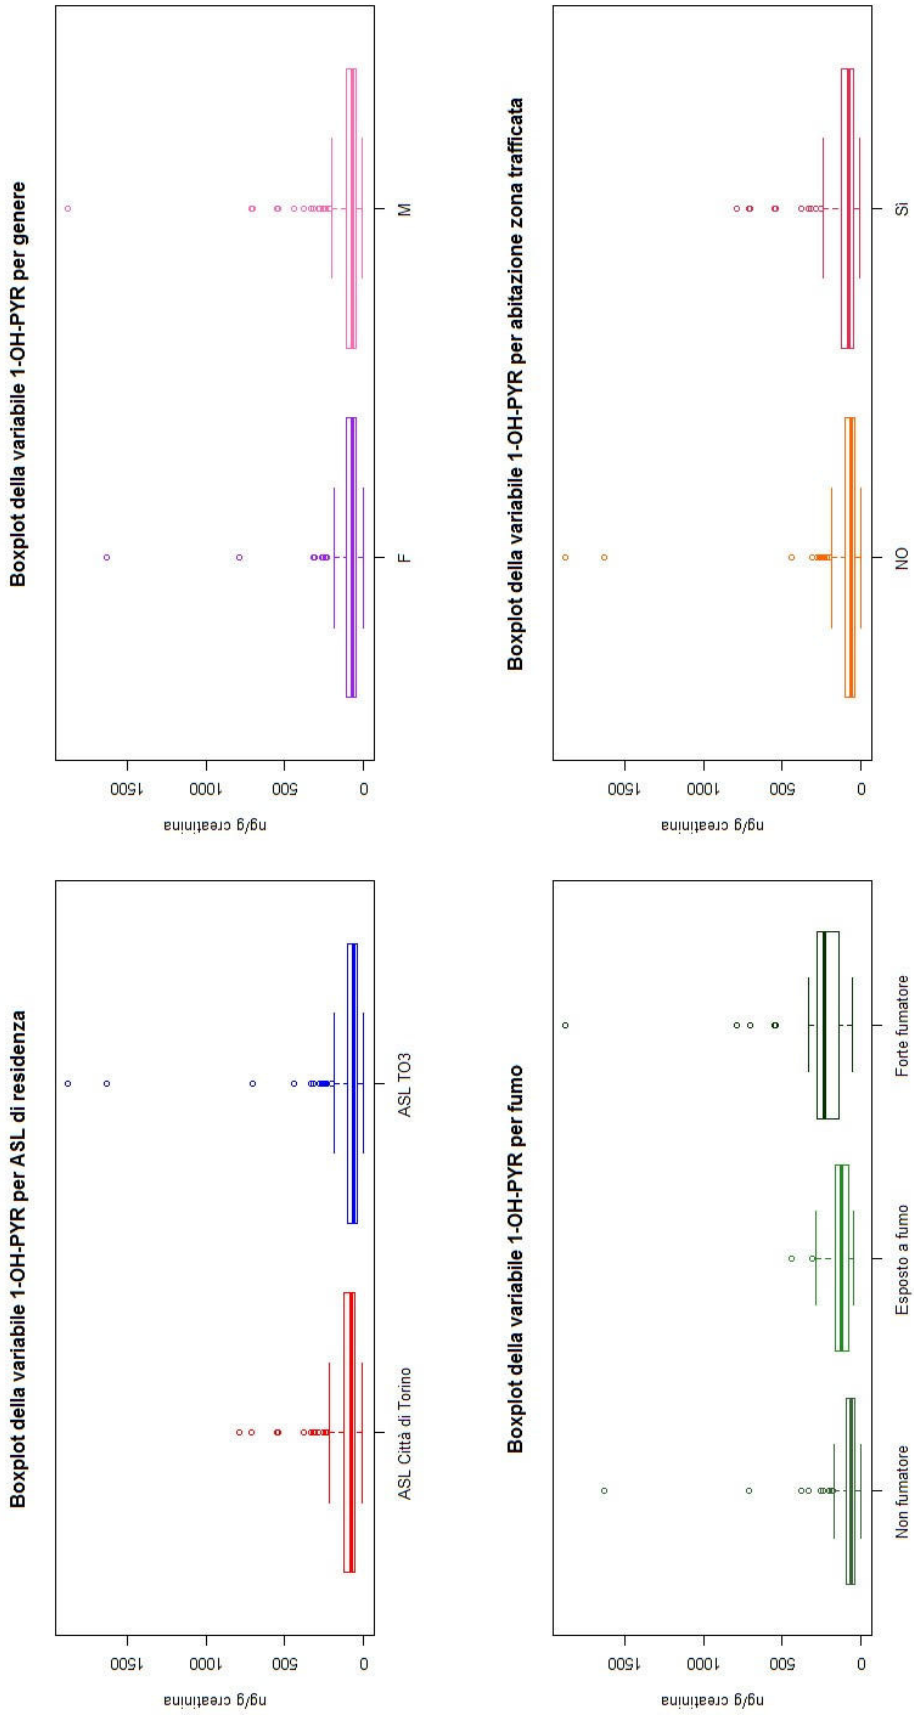 Boxplot della variabile 1-OH-PYR per ASL di residenza
ng/g creatinina
0
500
1000
1500
ASL Città di Torino
ASL TO3
Boxplot della variabile 1-OH-PYR per genere
ng/g creatinina
0
500
1000
1500
F
M
Boxplot della variabile 1-OH-PYR per fumo
ng/g creatinina
0
500
1000
1500
Non fumatore
Esposto a fumo
Forte fumatore
Boxplot della variabile 1-OH-PYR per abitazione zona trafficata
ng/g creatinina
0
500
1000
1500
NO
Sì